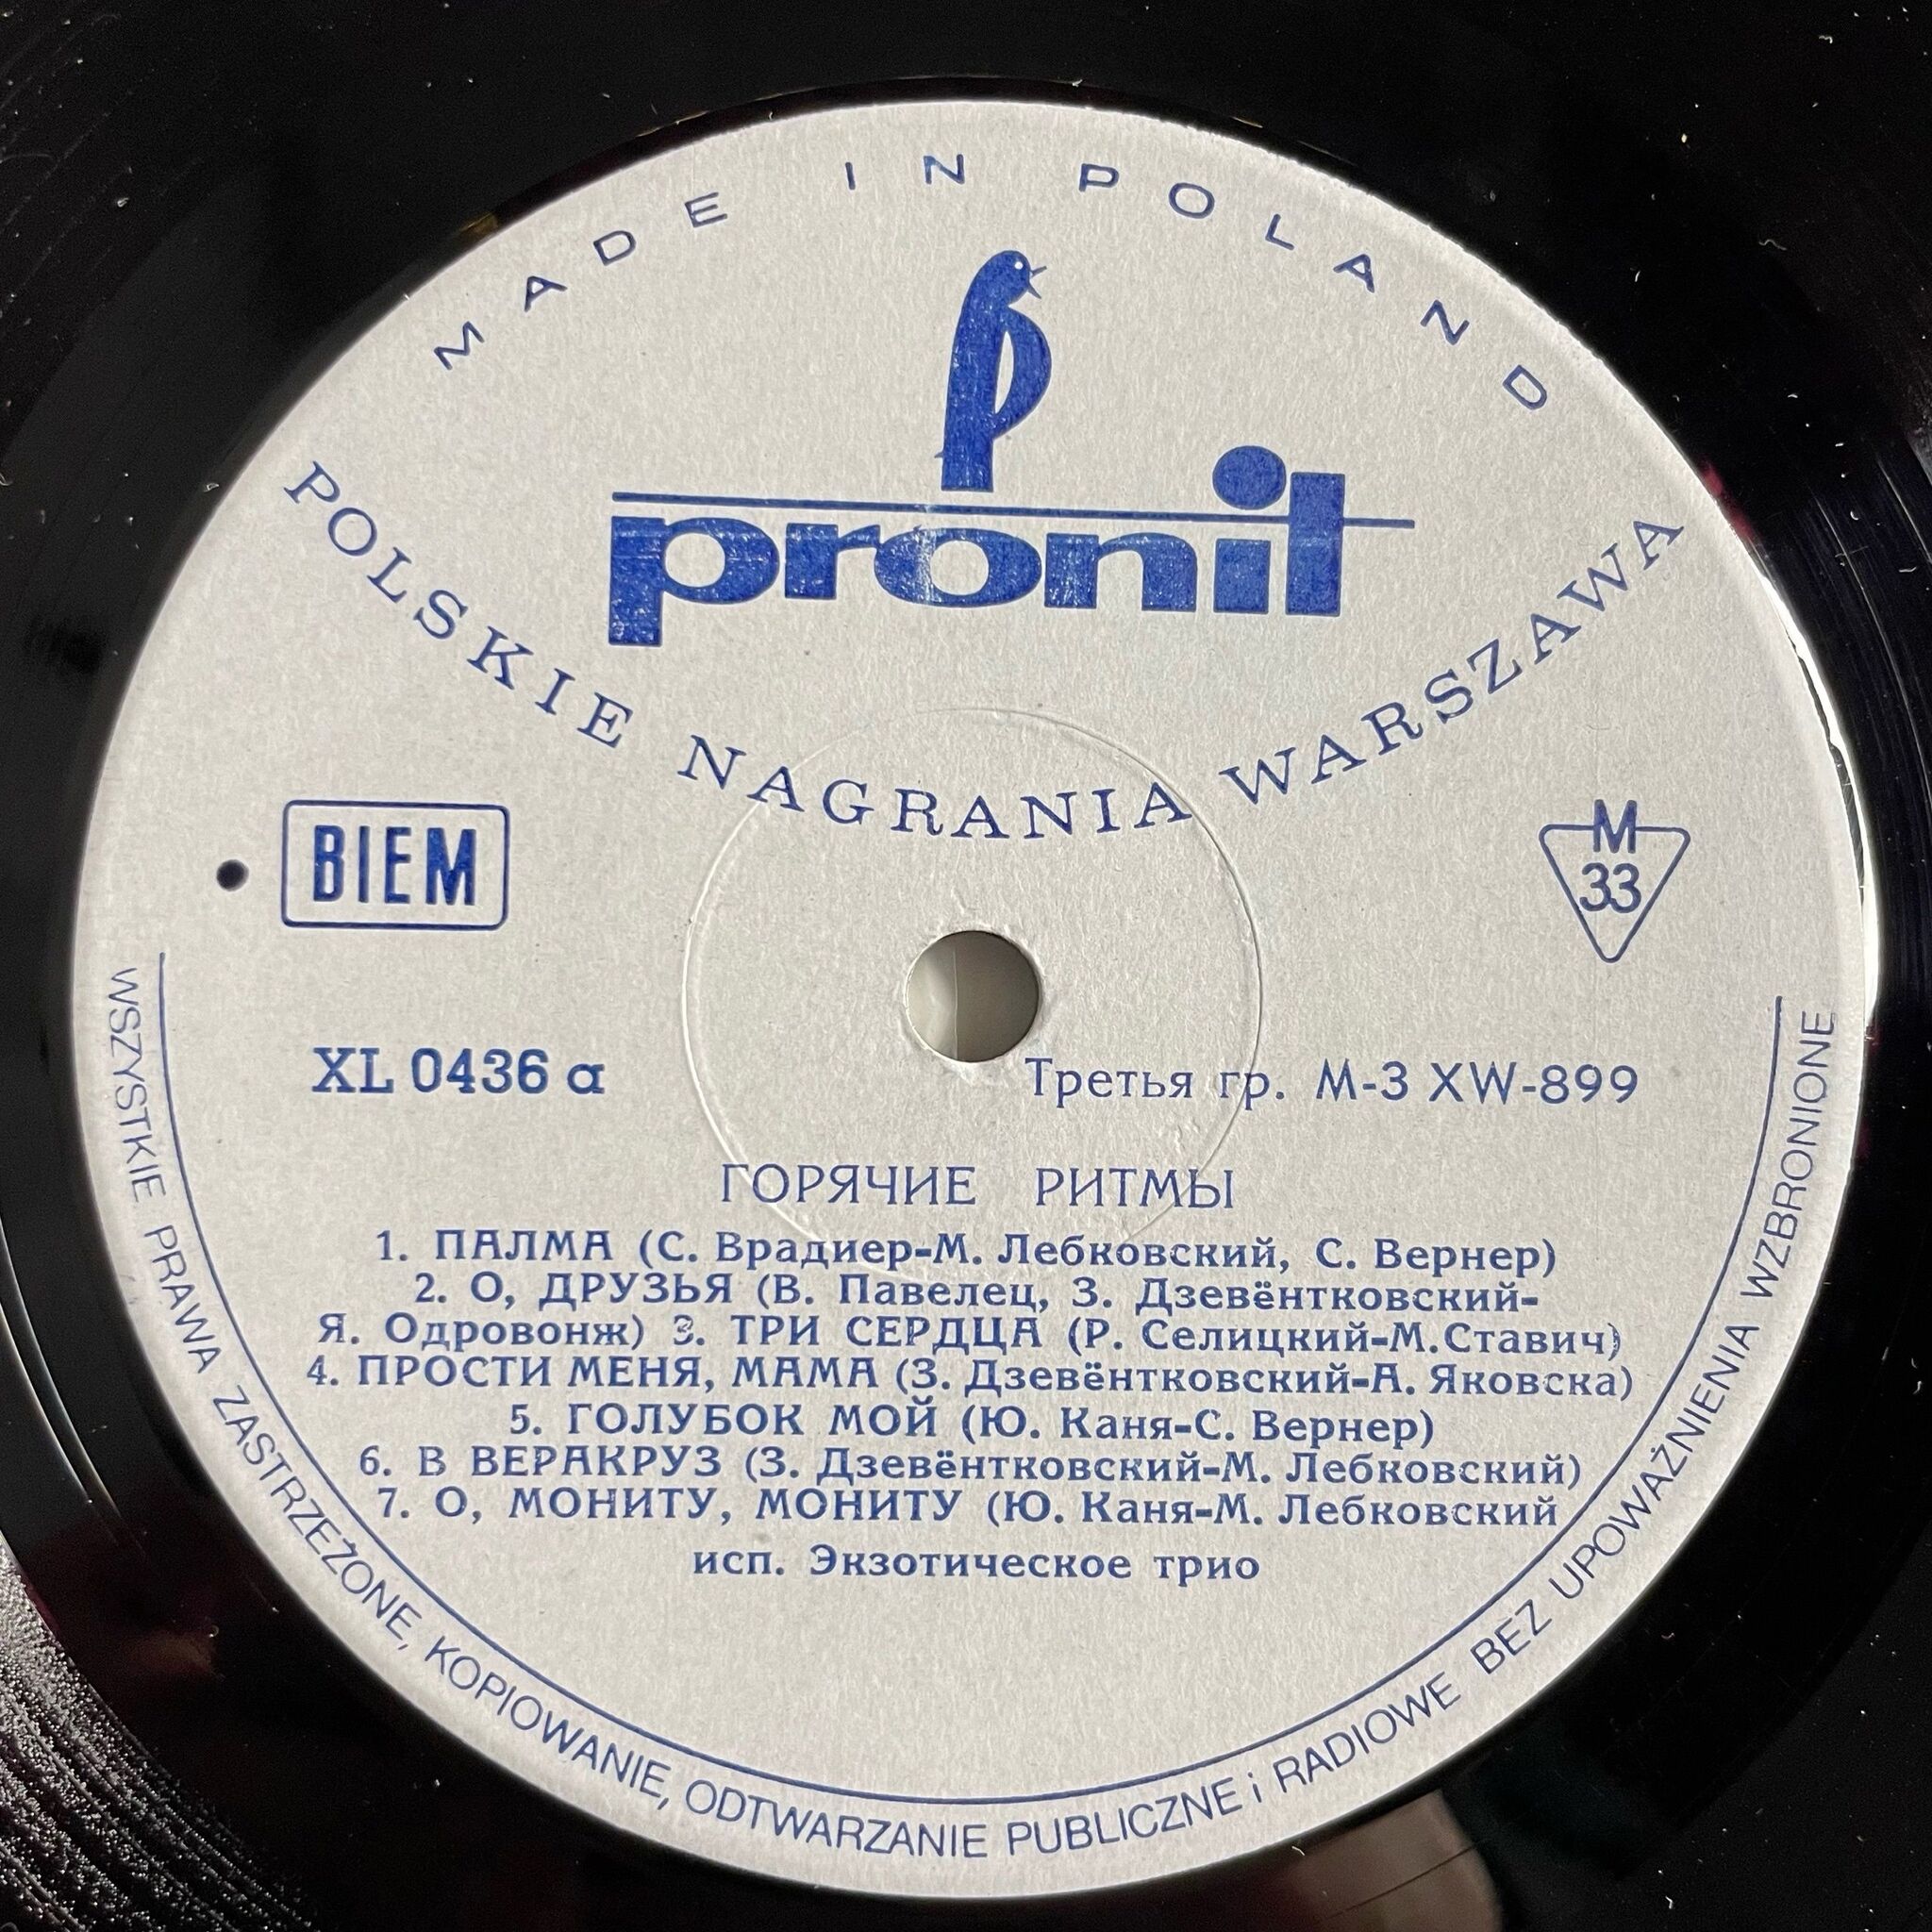 MADE IN POLAND
pronit
POLSKIE NAGRANIA WARSZAWA
BIEM
M
33
XL 0436 α
Третья гр. М-3 XW-899
ГОРЯЧИЕ РИТМЫ
1. ПАЛМА (С. Врадиер-М. Лебковский, С. Вернер)
2. О, ДРУЗЬЯ (В. Павелец, З. Дзевёнтковский-
Я. Одровонж) 3. ТРИ СЕРДЦА (Р. Селицкий-М.Ставич)
4. ПРОСТИ МЕНЯ, МАМА (З. Дзевёнтковский-А. Яковска)
5. ГОЛУБОК МОЙ (Ю. Каня-С. Вернер)
6. В ВЕРАКРУЗ (З. Дзевёнтковский-М. Лебковский)
7. О, МОНИТУ, МОНИТУ (Ю. Каня-М. Лебковский
исп. Экзотическое трио
WSZYSTKIE PRAWA ZASTRZEŻONE, KOPIOWANIE, ODTWARZANIE PUBLICZNE i RADIOWE BEZ UPOWAŻNIENIA WZBRONIONE